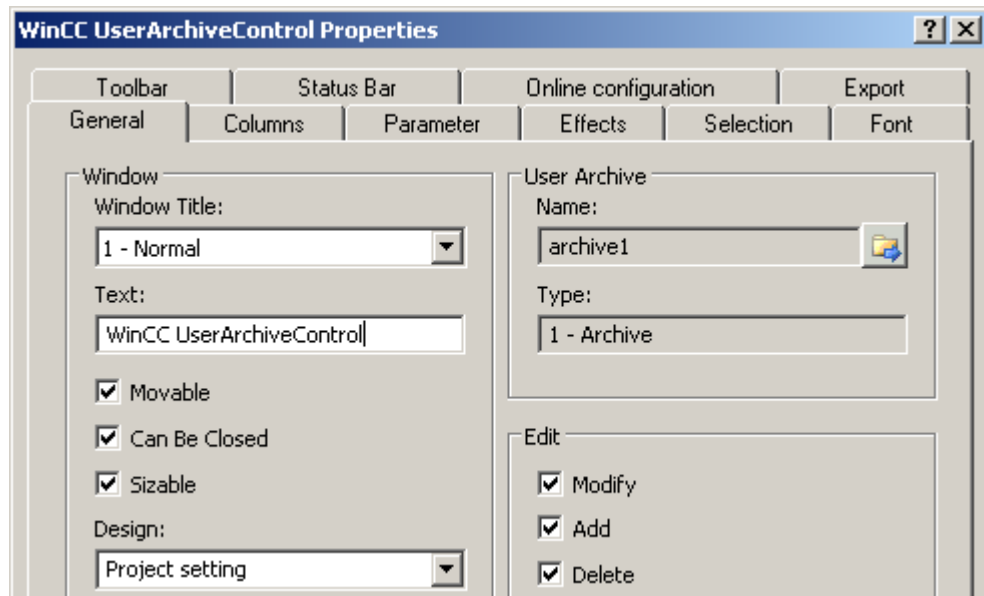 WinCC UserArchiveControl Properties
Toolbar Status Bar Online configuration Export
General Columns Parameter Effects Selection Font
Window
Window Title:
1 - Normal
Text:
WinCC UserArchiveControl
Movable
Can Be Closed
Sizable
Design:
Project setting
User Archive
Name:
archive1
Type:
1 - Archive
Edit
Modify
Add
Delete